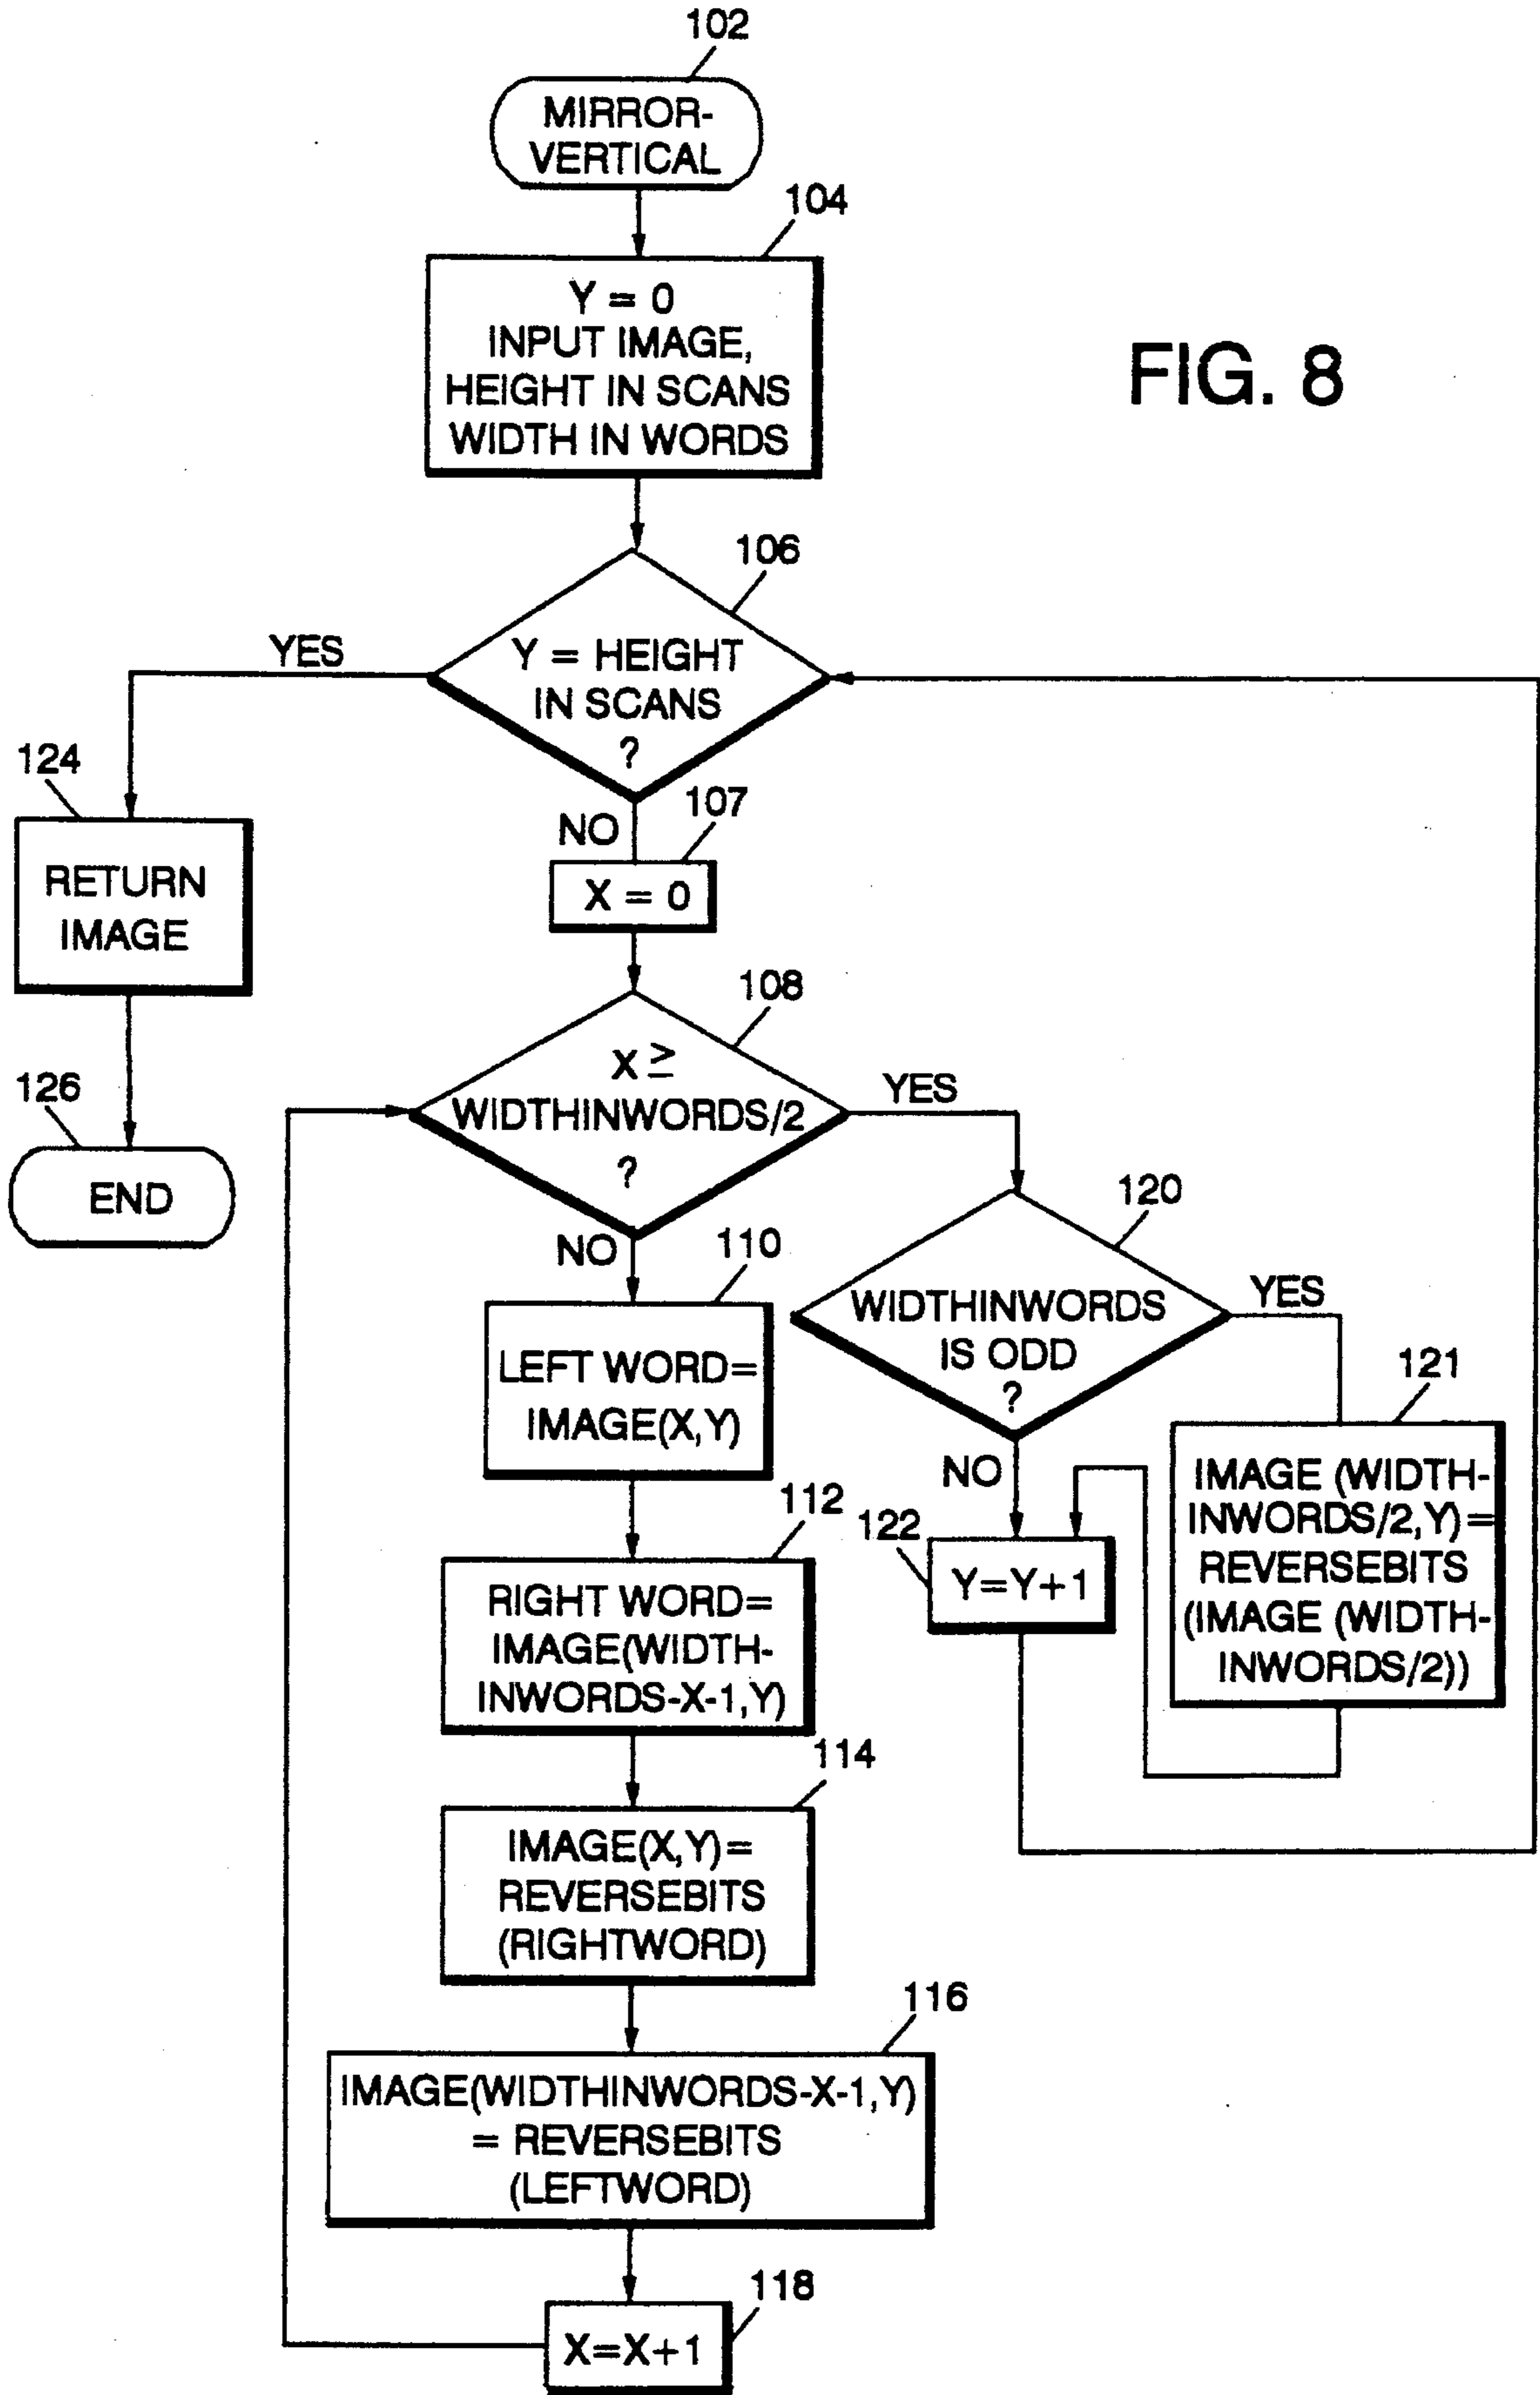 102
MIRROR-
VERTICAL
104
Y = 0
INPUT IMAGE,
HEIGHT IN SCANS
WIDTH IN WORDS
FIG. 8
106
Y = HEIGHT
IN SCANS
?
YES
NO
124
RETURN
IMAGE
126
END
107
X = 0
108
X ≥
WIDTHINWORDS/2
?
YES
NO
110
LEFT WORD=
IMAGE(X,Y)
120
WIDTHINWORDS
IS ODD
?
YES
NO
121
IMAGE (WIDTH-
INWORDS/2,Y)=
REVERSEBITS
(IMAGE (WIDTH-
INWORDS/2))
122
Y=Y+1
112
RIGHT WORD=
IMAGE(WIDTH-
INWORDS-X-1,Y)
114
IMAGE(X,Y)=
REVERSEBITS
(RIGHTWORD)
116
IMAGE(WIDTHINWORDS-X-1,Y)
= REVERSEBITS
(LEFTWORD)
118
X=X+1